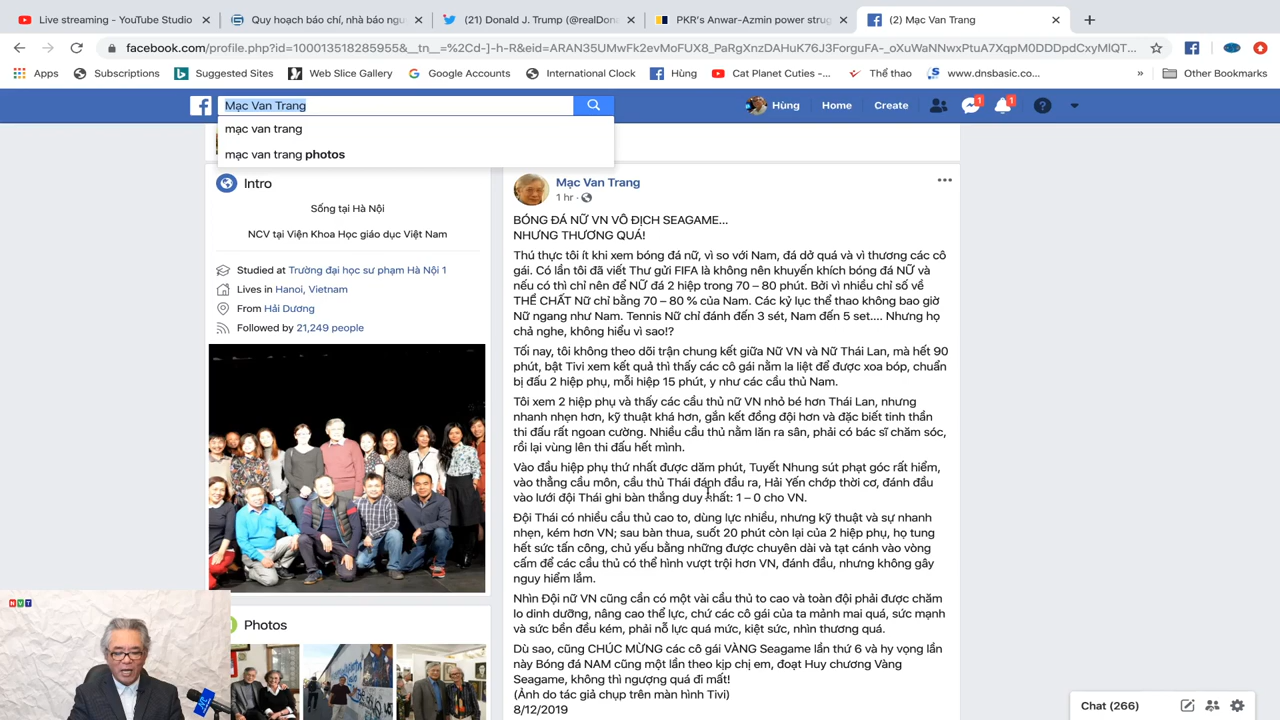 Live streaming - YouTube Studio
Quy hoạch báo chí, nhà báo ngu
(21) Donald J. Trump (@realDona
PKR's Anwar-Azmin power strug
(2) Mạc Van Trang
facebook.com/profile.php?id=100013518285955&__tn__=%2Cd-]-h-R&eid=ARAN35UMwFk2evMoFUX8_PaRgXnzDAHuK76J3ForguFA-_oXuWaNNwxPtuA7XqpM0DDDpdCxyMlQT...
Apps
Subscriptions
Suggested Sites
Web Slice Gallery
Google Accounts
International Clock
Hùng
Cat Planet Cuties -...
Thể thao
www.dnsbasic.co...
»
Other Bookmarks
Mạc Van Trang
Hùng
Home
Create
1
1
mạc van trang
mạc van trang photos
Intro
Sống tại Hà Nội
NCV tại Viện Khoa Học giáo dục Việt Nam
Studied at Trường đại học sư phạm Hà Nội 1
Lives in Hanoi, Vietnam
From Hải Dương
Followed by 21,249 people
Photos
HVT
Mạc Van Trang
1 hr ·
BÓNG ĐÁ NỮ VN VÔ ĐỊCH SEAGAME...
NHƯNG THƯƠNG QUÁ!
Thú thực tôi ít khi xem bóng đá nữ, vì so với Nam, đá dở quá và vì thương các cô
gái. Có lần tôi đã viết Thư gửi FIFA là không nên khuyến khích bóng đá NỮ và
nếu có thì chỉ nên để NỮ đá 2 hiệp trong 70 – 80 phút. Bởi vì nhiều chỉ số về
THỂ CHẤT Nữ chỉ bằng 70 – 80 % của Nam. Các kỷ lục thể thao không bao giờ
Nữ ngang như Nam. Tennis Nữ chỉ đánh đến 3 sét, Nam đến 5 set.... Nhưng họ
chả nghe, không hiểu vì sao!?
Tối nay, tôi không theo dõi trận chung kết giữa Nữ VN và Nữ Thái Lan, mà hết 90
phút, bật Tivi xem kết quả thì thấy các cô gái nằm la liệt để được xoa bóp, chuẩn
bị đấu 2 hiệp phụ, mỗi hiệp 15 phút, y như các cầu thủ Nam.
Tôi xem 2 hiệp phụ và thấy các cầu thủ nữ VN nhỏ bé hơn Thái Lan, nhưng
nhanh nhẹn hơn, kỹ thuật khá hơn, gắn kết đồng đội hơn và đặc biết tinh thần
thi đấu rất ngoan cường. Nhiều cầu thủ nằm lăn ra sân, phải có bác sĩ chăm sóc,
rồi lại vùng lên thi đấu hết mình.
Vào đầu hiệp phụ thứ nhất được dăm phút, Tuyết Nhung sút phạt góc rất hiểm,
vào thẳng cầu môn, cầu thủ Thái đánh đầu ra, Hải Yến chớp thời cơ, đánh đầu
vào lưới đội Thái ghi bàn thắng duy nhất: 1 – 0 cho VN.
Đội Thái có nhiều cầu thủ cao to, dùng lực nhiều, nhưng kỹ thuật và sự nhanh
nhẹn, kém hơn VN; sau bàn thua, suốt 20 phút còn lại của 2 hiệp phụ, họ tung
hết sức tấn công, chủ yếu bằng những được chuyên dài và tạt cánh vào vòng
cấm để các cầu thủ có thể hình vượt trội hơn VN, đánh đầu, nhưng không gây
nguy hiểm lắm.
Nhìn Đội nữ VN cũng cần có một vài cầu thủ to cao và toàn đội phải được chăm
lo dinh dưỡng, nâng cao thể lực, chứ các cô gái của ta mảnh mai quá, sức mạnh
và sức bền đều kém, phải nỗ lực quá mức, kiệt sức, nhìn thương quá.
Dù sao, cũng CHÚC MỪNG các cô gái VÀNG Seagame lần thứ 6 và hy vọng lần
này Bóng đá NAM cũng một lần theo kịp chị em, đoạt Huy chương Vàng
Seagame, không thì ngượng quá đi mất!
(Ảnh do tác giả chụp trên màn hình Tivi)
8/12/2019
Chat (266)